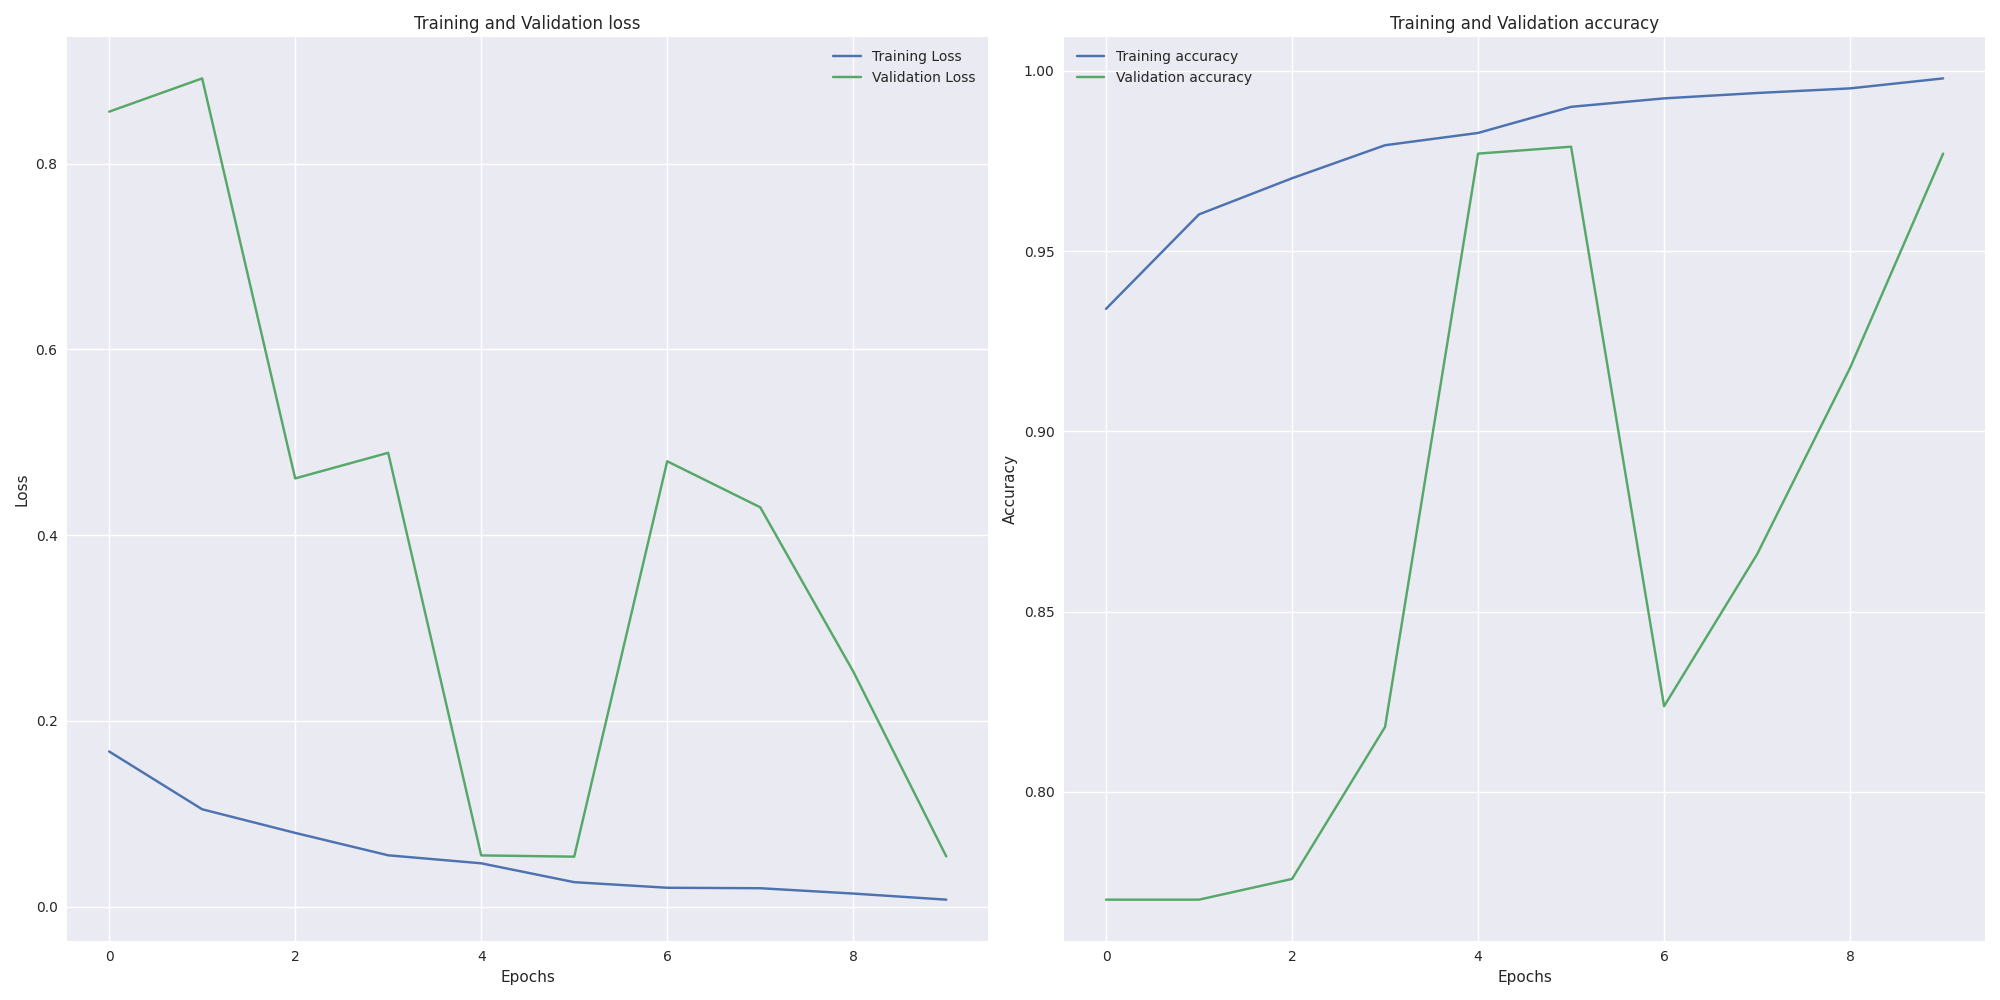 Training and Validation loss
Training Loss
Validation Loss
0.8
0.6
0.4
0.2
0.0
Loss
0 2 4 6 8
Epochs
Training and Validation accuracy
Training accuracy
Validation accuracy
1.00
0.95
0.90
0.85
0.80
Accuracy
0 2 4 6 8
Epochs